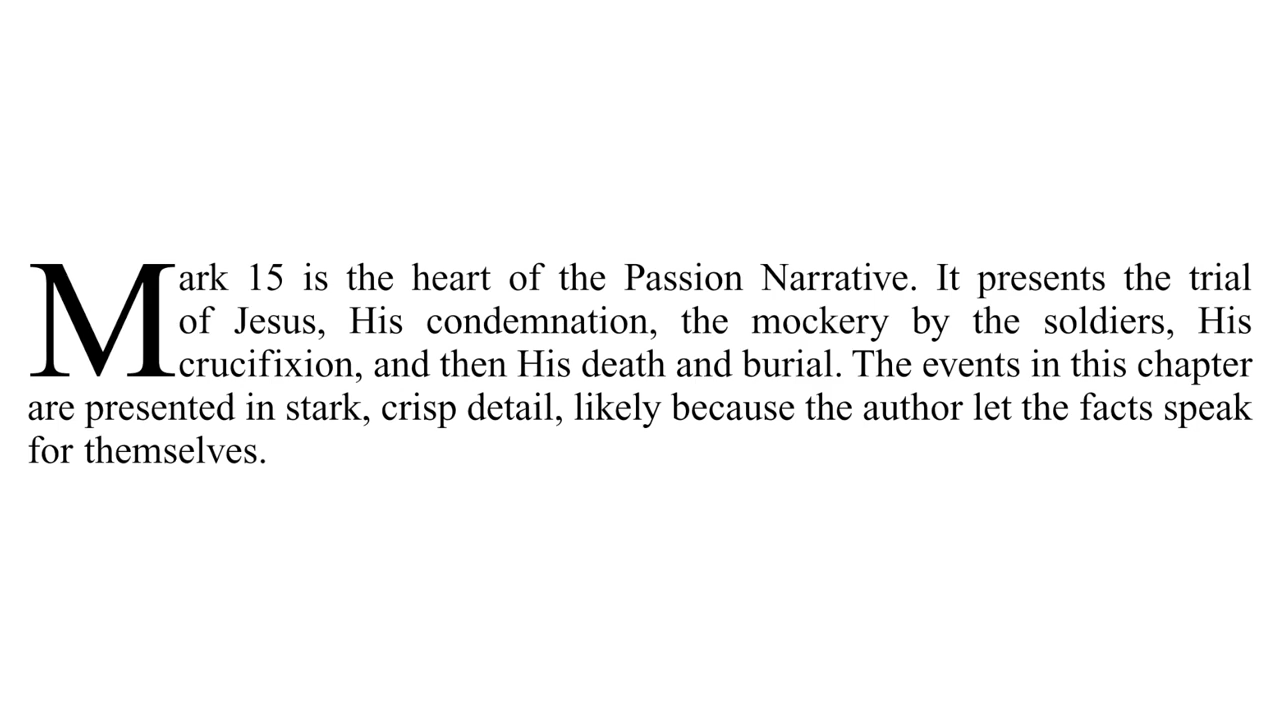 Mark 15 is the heart of the Passion Narrative. It presents the trial
of Jesus, His condemnation, the mockery by the soldiers, His
crucifixion, and then His death and burial. The events in this chapter
are presented in stark, crisp detail, likely because the author let the facts speak
for themselves.